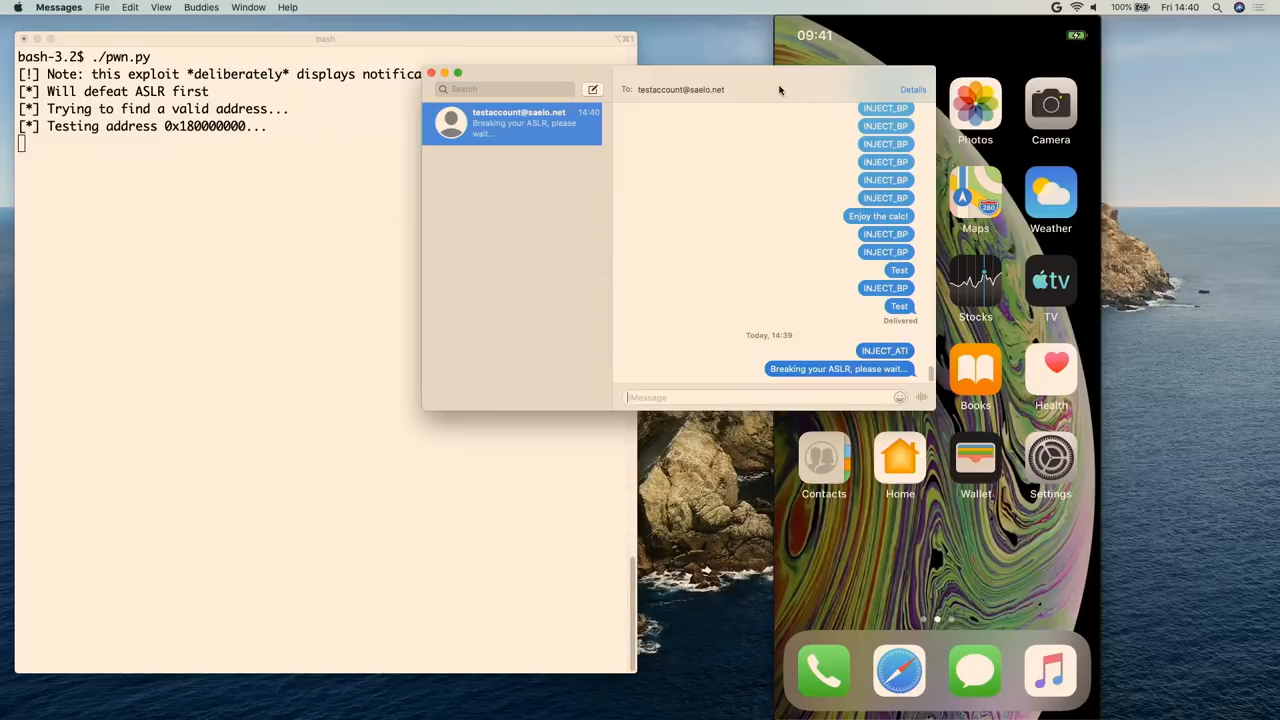 Messages File Edit View Buddies Window Help
100% Fri 14:40
bash
⌥⌘1
bash-3.2$ ./pwn.py
[!] Note: this exploit *deliberately* displays notifica
[*] Will defeat ASLR first
[*] Trying to find a valid address...
[*] Testing address 0x180000000...
Search
testaccount@saelo.net 14:40
Breaking your ASLR, please
wait...
To: testaccount@saelo.net
Details
INJECT_BP
INJECT_BP
INJECT_BP
INJECT_BP
INJECT_BP
INJECT_BP
Enjoy the calc!
INJECT_BP
INJECT_BP
Test
INJECT_BP
Test
Delivered
Today, 14:39
INJECT_ATI
Breaking your ASLR, please wait...
iMessage
09:41
Photos Camera
Maps Weather
280
Stocks TV
tv
Books Health
Contacts Home Wallet Settings